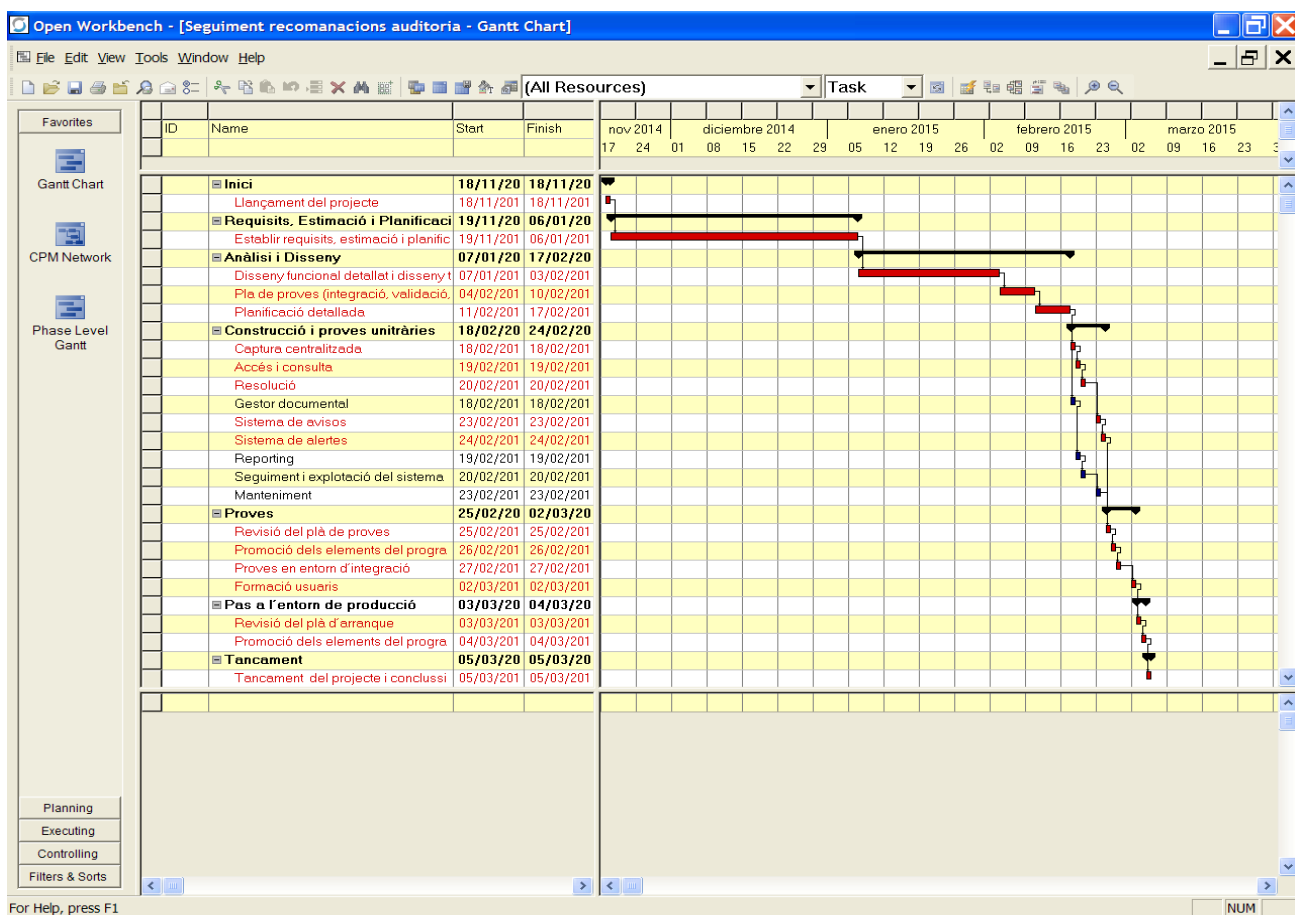 Open Workbench - [Seguiment recomanacions auditoria - Gantt Chart]
File Edit View Tools Window Help
(All Resources) Task
Favorites
Gantt Chart
CPM Network
Phase Level
Gantt
Planning
Executing
Controlling
Filters & Sorts
ID Name Start Finish
nov 2014 diciembre 2014 enero 2015 febrero 2015 marzo 2015
17 24 01 08 15 22 29 05 12 19 26 02 09 16 23 02 09 16 23 3
Inici 18/11/20 18/11/20
Llançament del projecte 18/11/201 18/11/201
Requisits, Estimació i Planificaci 19/11/20 06/01/20
Establir requisits, estimació i planific 19/11/201 06/01/201
Anàlisi i Disseny 07/01/20 17/02/20
Disseny funcional detallat i disseny t 07/01/201 03/02/201
Pla de proves (integració, validació, 04/02/201 10/02/201
Planificació detallada 11/02/201 17/02/201
Construcció i proves unitràries 18/02/20 24/02/20
Captura centralitzada 18/02/201 18/02/201
Accés i consulta 19/02/201 19/02/201
Resolució 20/02/201 20/02/201
Gestor documental 18/02/201 18/02/201
Sistema de avisos 23/02/201 23/02/201
Sistema de alertes 24/02/201 24/02/201
Reporting 19/02/201 19/02/201
Seguiment i explotació del sistema 20/02/201 20/02/201
Manteniment 23/02/201 23/02/201
Proves 25/02/20 02/03/20
Revisió del plà de proves 25/02/201 25/02/201
Promoció dels elements del progra 26/02/201 26/02/201
Proves en entorn d´integració 27/02/201 27/02/201
Formació usuaris 02/03/201 02/03/201
Pas a l´entorn de producció 03/03/20 04/03/20
Revisió del plà d´arranque 03/03/201 03/03/201
Promoció dels elements del progra 04/03/201 04/03/201
Tancament 05/03/20 05/03/20
Tancament del projecte i conclussi 05/03/201 05/03/201
For Help, press F1
NUM